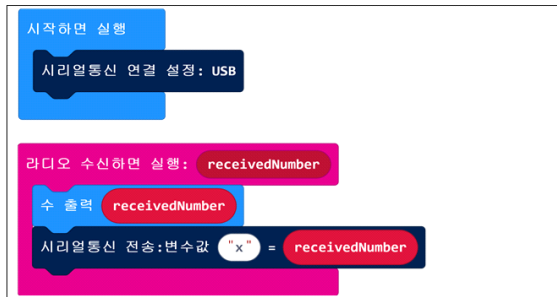 시작하면 실행
시리얼통신 연결 설정: USB
라디오 수신하면 실행: receivedNumber
수 출력 receivedNumber
시리얼통신 전송:변수값 "x" = receivedNumber